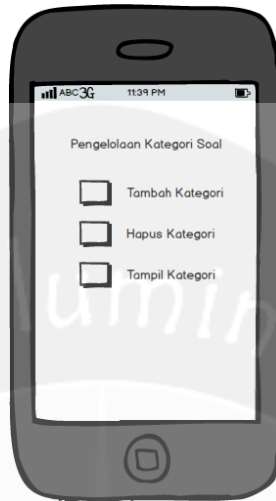 ABC 3G 11:39 PM
Pengelolaan Kategori Soal
Tambah Kategori
Hapus Kategori
Tampil Kategori